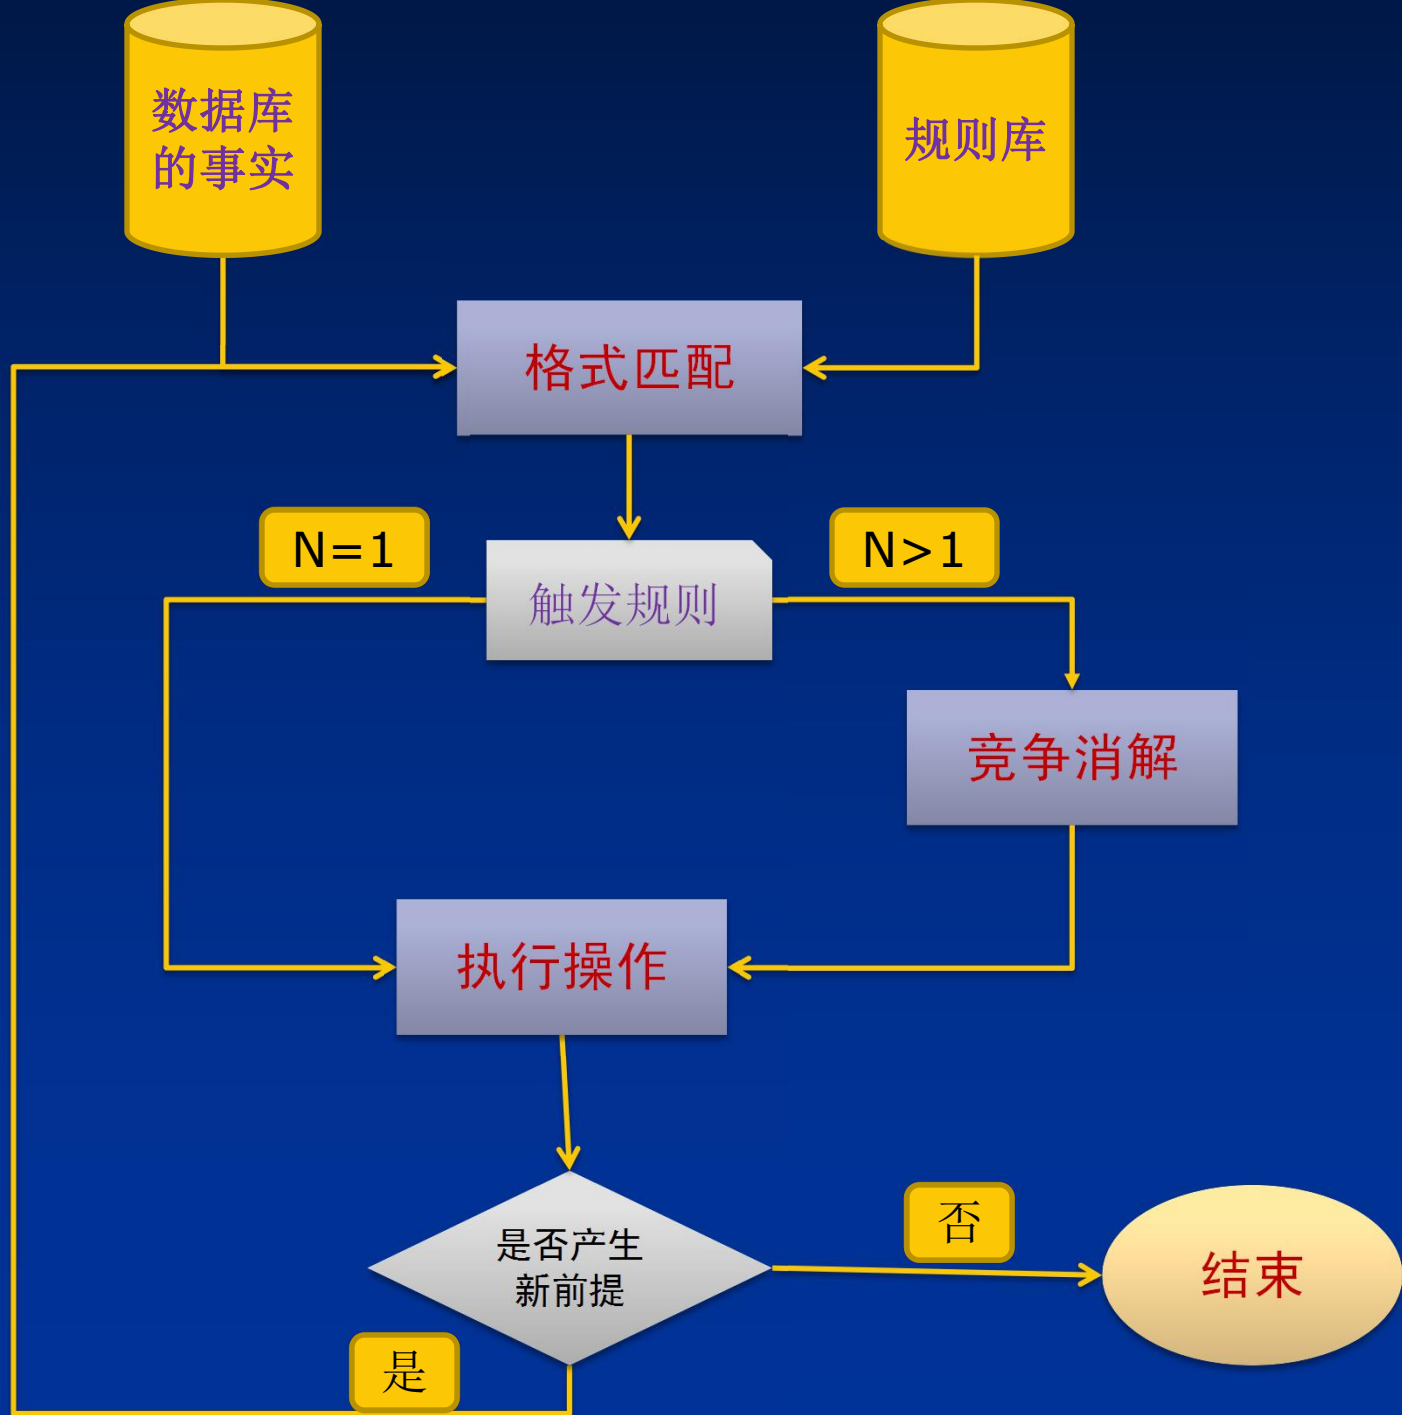 数据库
的事实
规则库
格式匹配
N=1
N>1
触发规则
竞争消解
执行操作
是否产生
新前提
否
结束
是